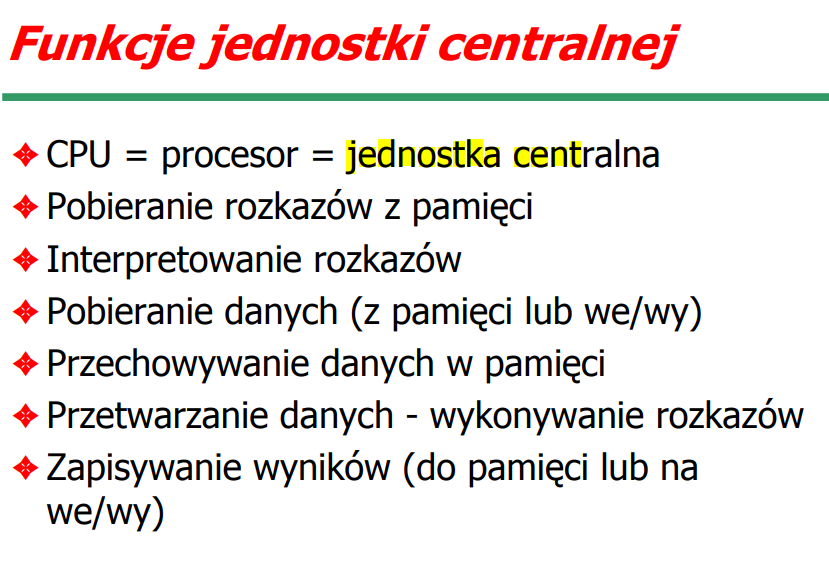 Funkcje jednostki centralnej
CPU = procesor = jednostka centralna
Pobieranie rozkazów z pamięci
Interpretowanie rozkazów
Pobieranie danych (z pamięci lub we/wy)
Przechowywanie danych w pamięci
Przetwarzanie danych - wykonywanie rozkazów
Zapisywanie wyników (do pamięci lub na
we/wy)